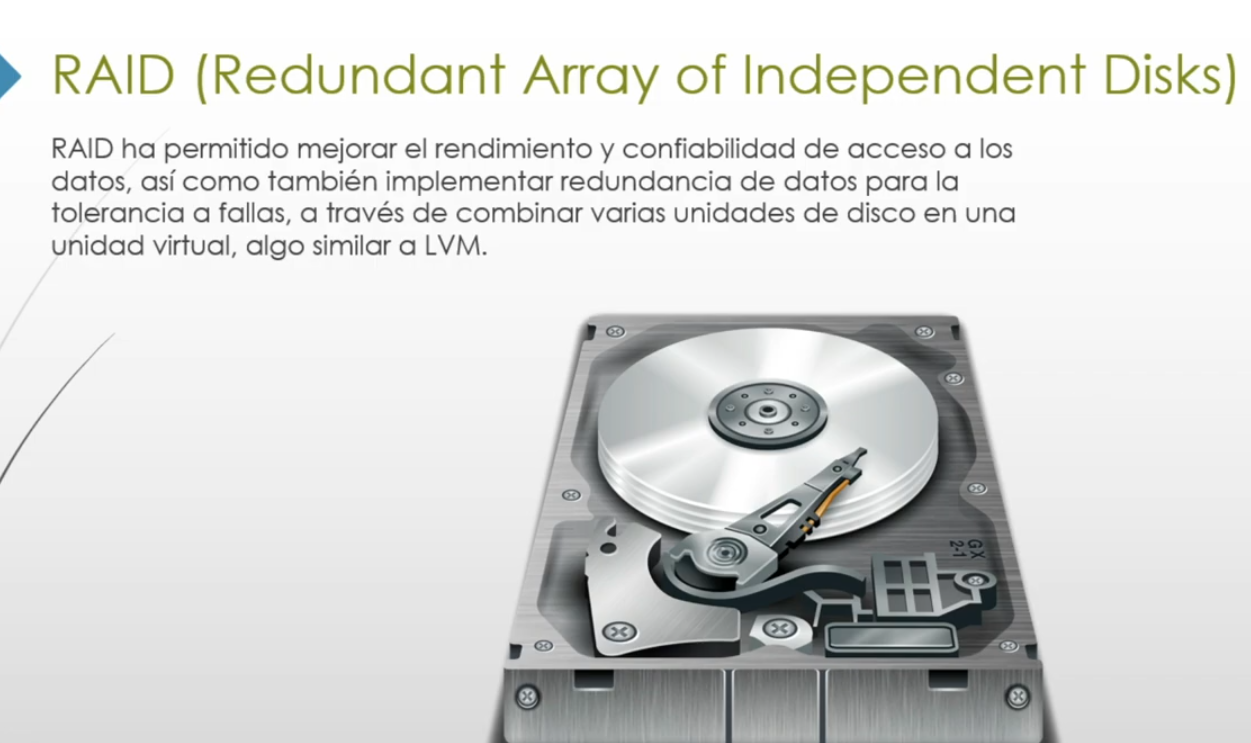 RAID (Redundant Array of Independent Disks)
RAID ha permitido mejorar el rendimiento y confiabilidad de acceso a los
datos, así como también implementar redundancia de datos para la
tolerancia a fallas, a través de combinar varias unidades de disco en una
unidad virtual, algo similar a LVM.
GX
2-1